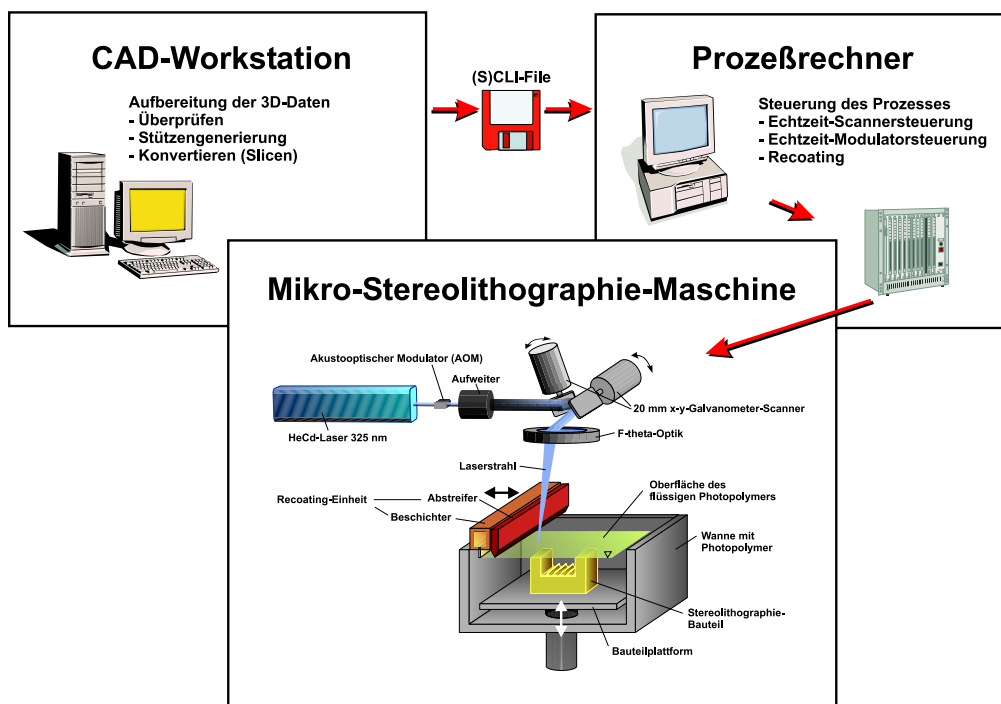 CAD-Workstation
Aufbereitung der 3D-Daten
- Überprüfen
- Stützengenerierung
- Konvertieren (Slicen)
(S)CLI-File
Prozeßrechner
Steuerung des Prozesses
- Echtzeit-Scannersteuerung
- Echtzeit-Modulatorsteuerung
- Recoating
Mikro-Stereolithographie-Maschine
Akustooptischer Modulator (AOM)
Aufweiter
20 mm x-y-Galvanometer-Scanner
HeCd-Laser 325 nm
F-theta-Optik
Laserstrahl
Oberfläche des
flüssigen Photopolymers
Recoating-Einheit
Abstreifer
Beschichter
Wanne mit
Photopolymer
Stereolithographie-
Bauteil
Bauteilplattform